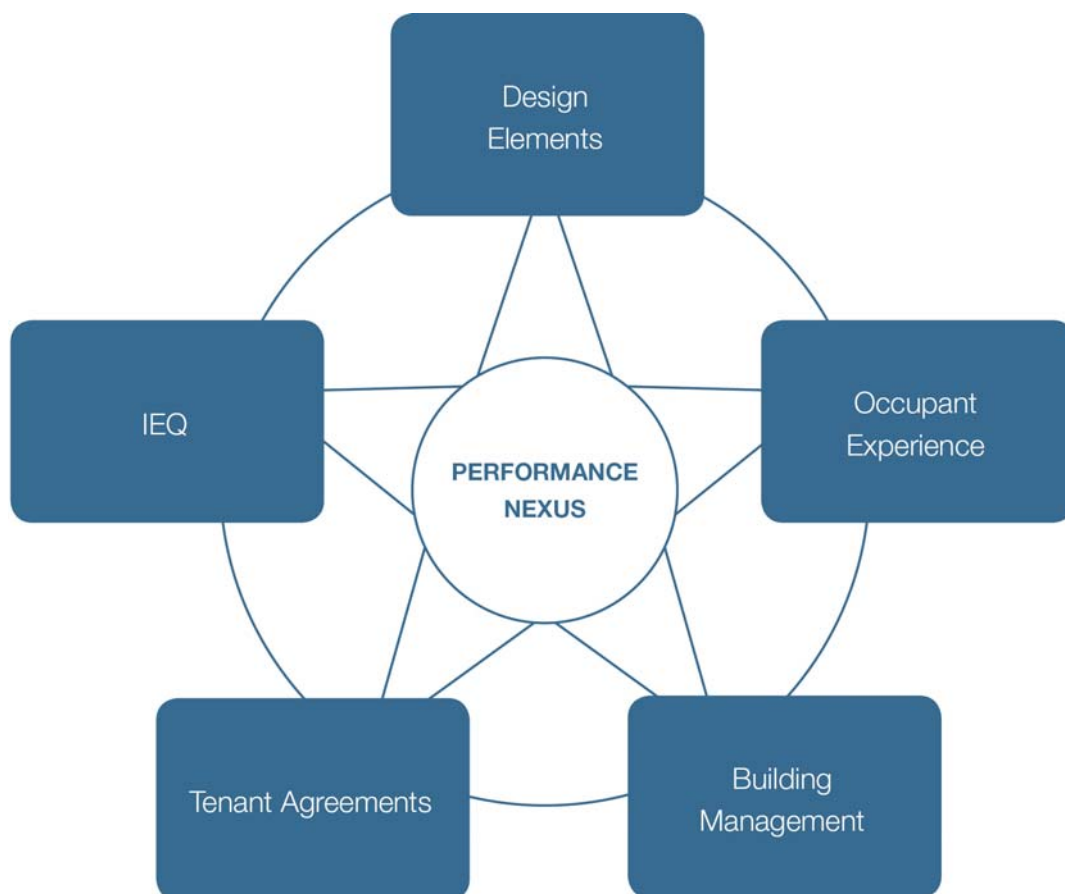 Design
Elements
IEQ
Occupant
Experience
PERFORMANCE
NEXUS
Tenant Agreements
Building
Management